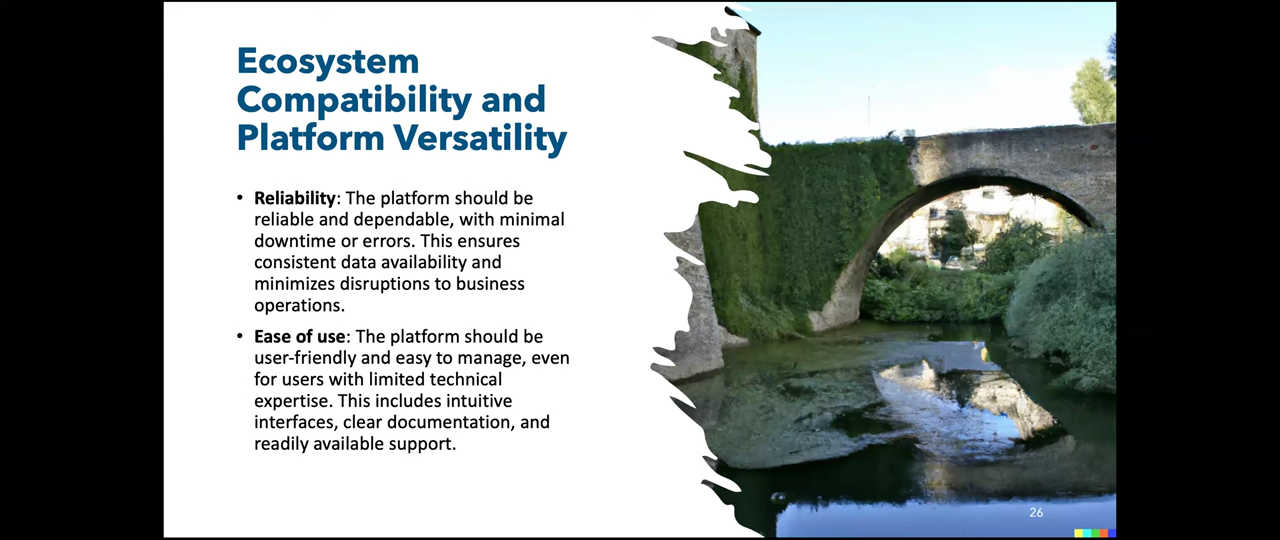 Ecosystem
Compatibility and
Platform Versatility
• Reliability: The platform should be
reliable and dependable, with minimal
downtime or errors. This ensures
consistent data availability and
minimizes disruptions to business
operations.
• Ease of use: The platform should be
user-friendly and easy to manage, even
for users with limited technical
expertise. This includes intuitive
interfaces, clear documentation, and
readily available support.
26